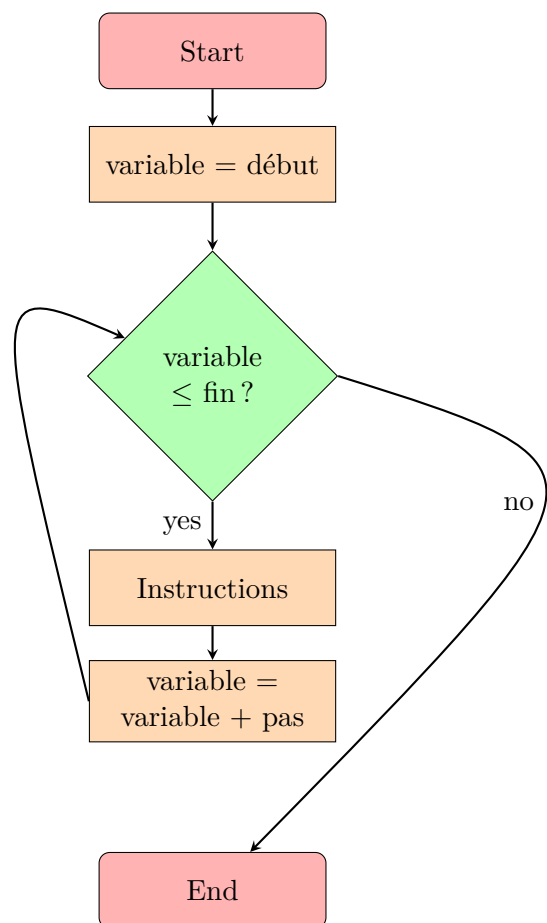 Start
variable = début
variable
≤ fin ?
yes
no
Instructions
variable =
variable + pas
End